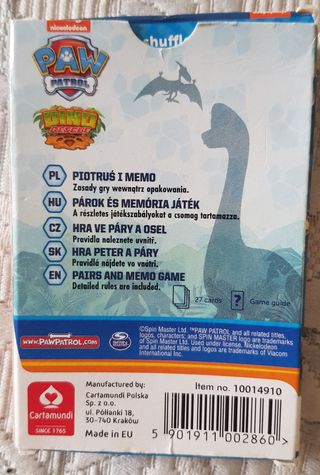 nickelodeon
shuffl
PAW
PATROL
DINO
RESCUE
PL PIOTRUŚ I MEMO
Zasady gry wewnątrz opakowania.
HU PÁROK ÉS MEMÓRIA JÁTÉK
A részletes játékszabályokat a csomag tartamazza.
CZ HRA VE PÁRY A OSEL
Pravidla naleznete uvnitř.
SK HRA PETER A PÁRY
Pravidlá nájdete vo vnútri.
EN PAIRS AND MEMO GAME
Detailed rules are included.
27 cards ? Game guide
WWW.PAWPATROL.COM
©Spin Master Ltd. ™PAW PATROL and all related titles,
logos, characters; and SPIN MASTER logo are trademarks
of Spin Master Ltd. Used under license. Nickelodeon
and all related titles and logos are trademarks of Viacom
International Inc.
Cartamundi
SINCE 1765
Manufactured by:
Cartamundi Polska
Sp. z o.o.
ul. Półłanki 18,
30-740 Kraków
Made in EU
Item no. 10014910
5 901911 002860 >